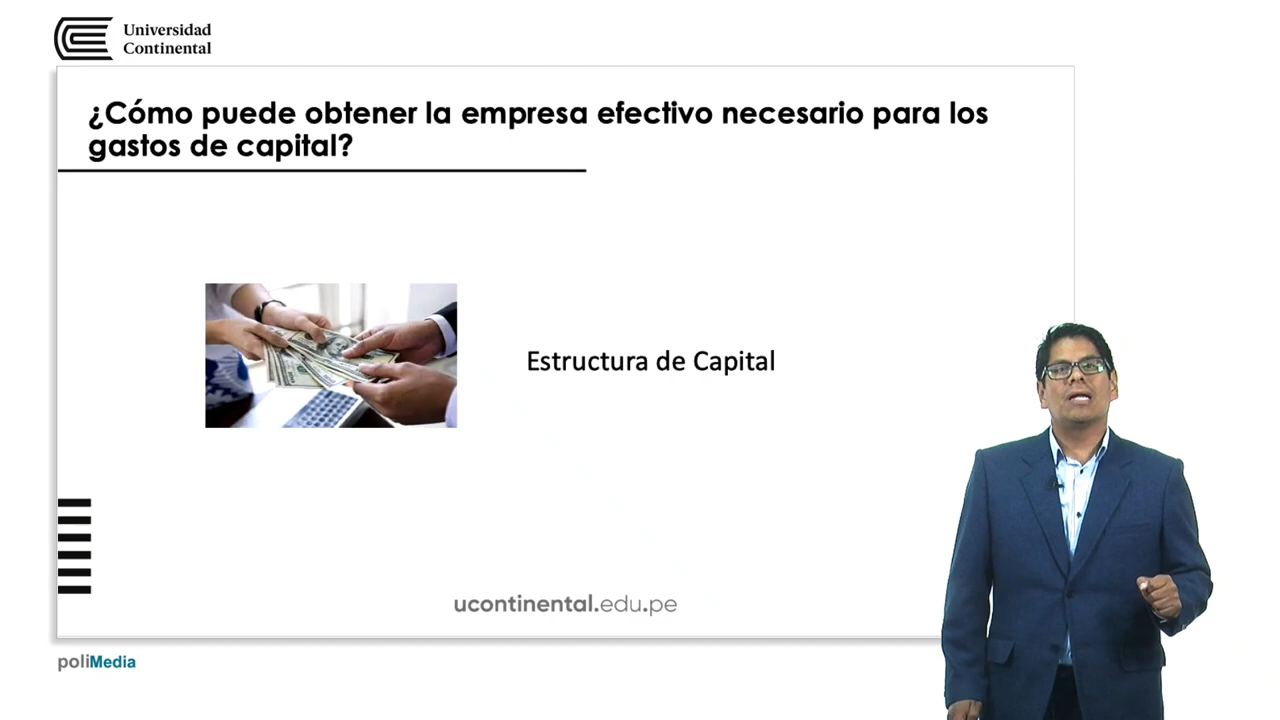 Universidad
Continental
¿Cómo puede obtener la empresa efectivo necesario para los
gastos de capital?
Estructura de Capital
ucontinental.edu.pe
poliMedia